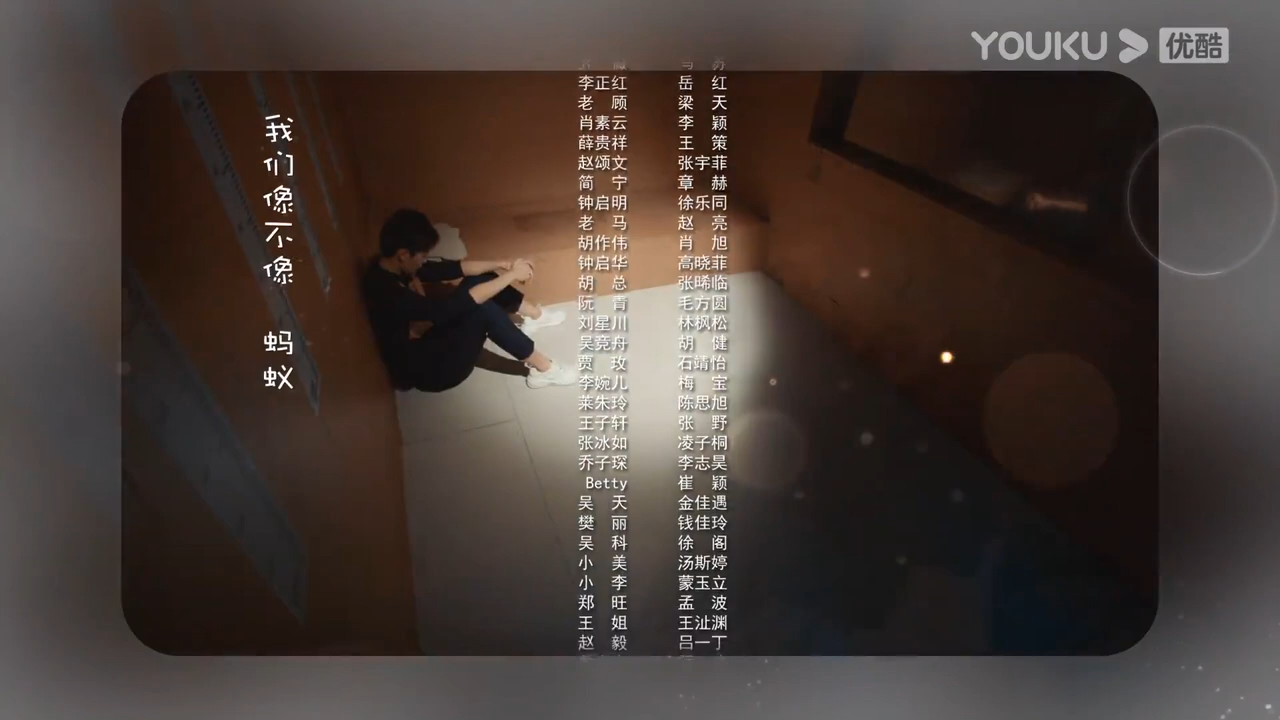 YOUKU 优酷
我们像不像 蚂蚁
李正红 岳红
老顾 梁天
肖素云 李颖
薛贵祥 王策
赵颂文 张宇菲
简宁 章赫
钟启明 徐乐同
老马 赵亮
胡作伟 肖旭
钟启华 高晓菲
胡总 张晞临
阮青 毛方圆
刘星川 林枫松
吴竞舟 胡健
贾玫 石靖怡
李婉儿 梅宝
莱朱玲 陈思旭
王子轩 张野
张冰如 凌子桐
乔子琛 李志昊
Betty 崔颖
吴天 金佳遇
樊丽 钱佳玲
吴科 徐阁
小美 汤斯婷
小李 蒙玉立
郑旺 孟波
王姐 王沚渊
赵毅 吕一丁